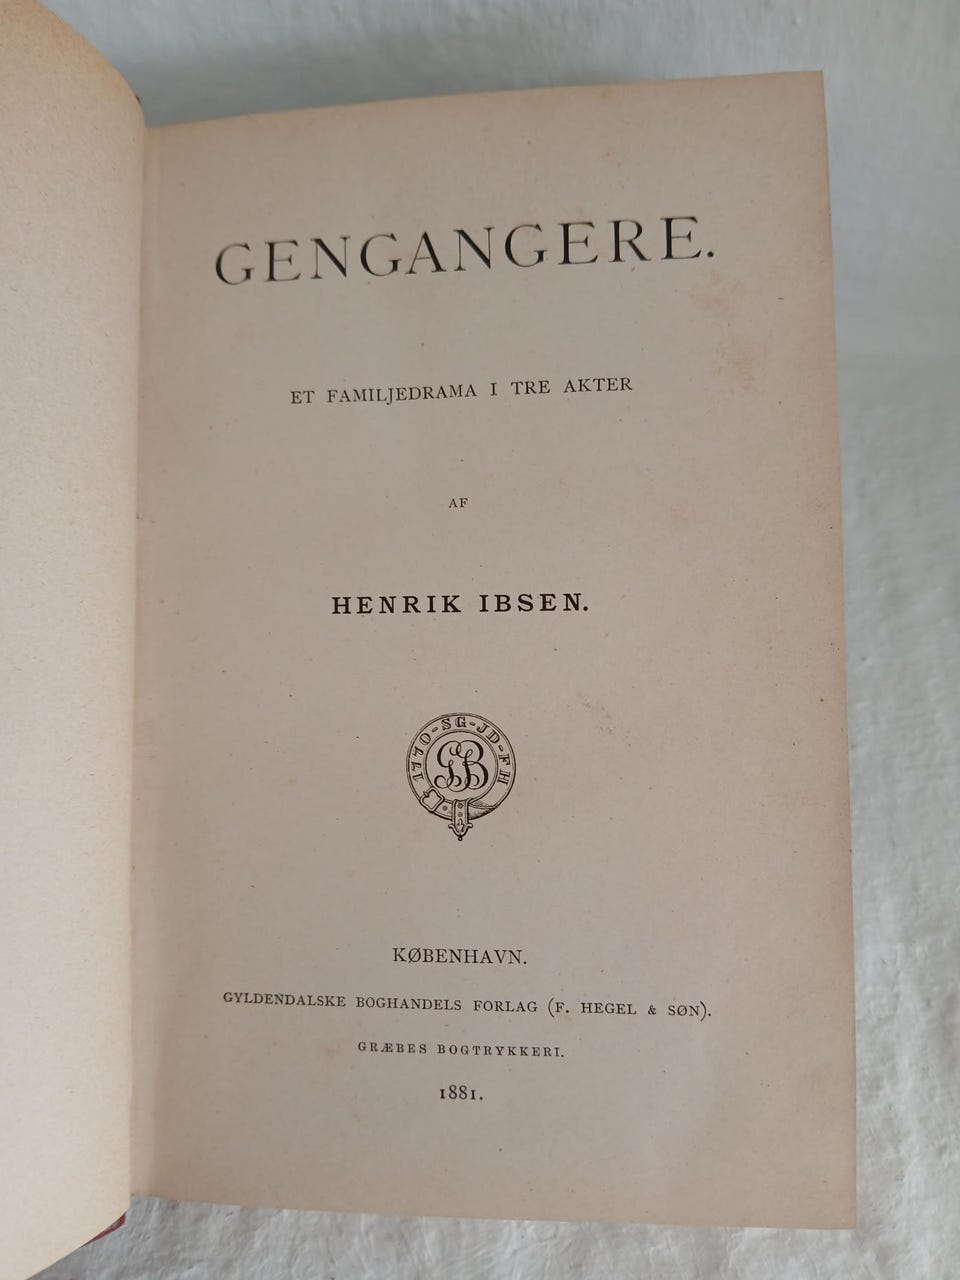 GENGANGERE.
ET FAMILJEDRAMA I TRE AKTER
AF
HENRIK IBSEN.
1770-SG-JD-FH
GB
KØBENHAVN.
GYLDENDALSKE BOGHANDELS FORLAG (F. HEGEL & SØN).
GRÆBES BOGTRYKKERI.
1881.